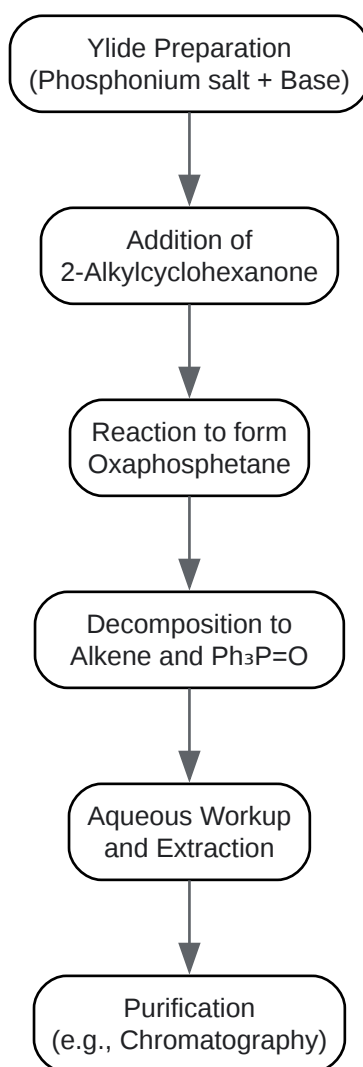 Ylide Preparation
(Phosphonium salt + Base)
Addition of
2-Alkylcyclohexanone
Reaction to form
Oxaphosphetane
Decomposition to
Alkene and Ph₃P=O
Aqueous Workup
and Extraction
Purification
(e.g., Chromatography)